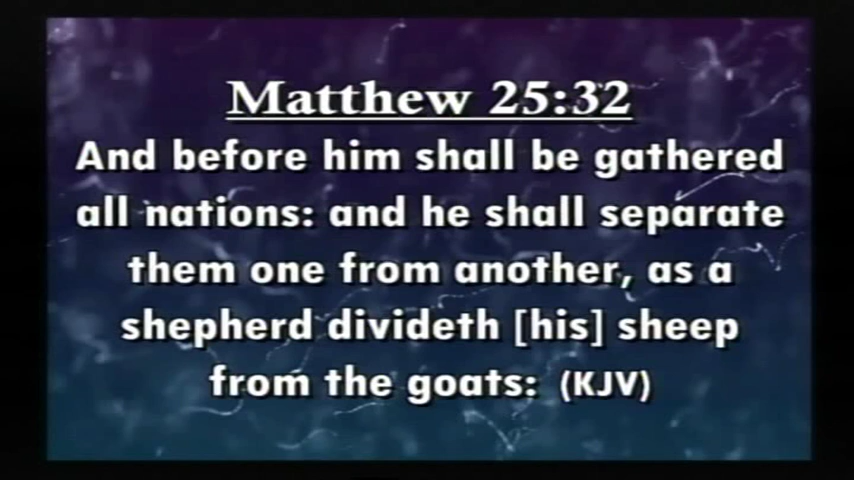 Matthew 25:32
And before him shall be gathered
all nations: and he shall separate
them one from another, as a
shepherd divideth [his] sheep
from the goats: (KJV)